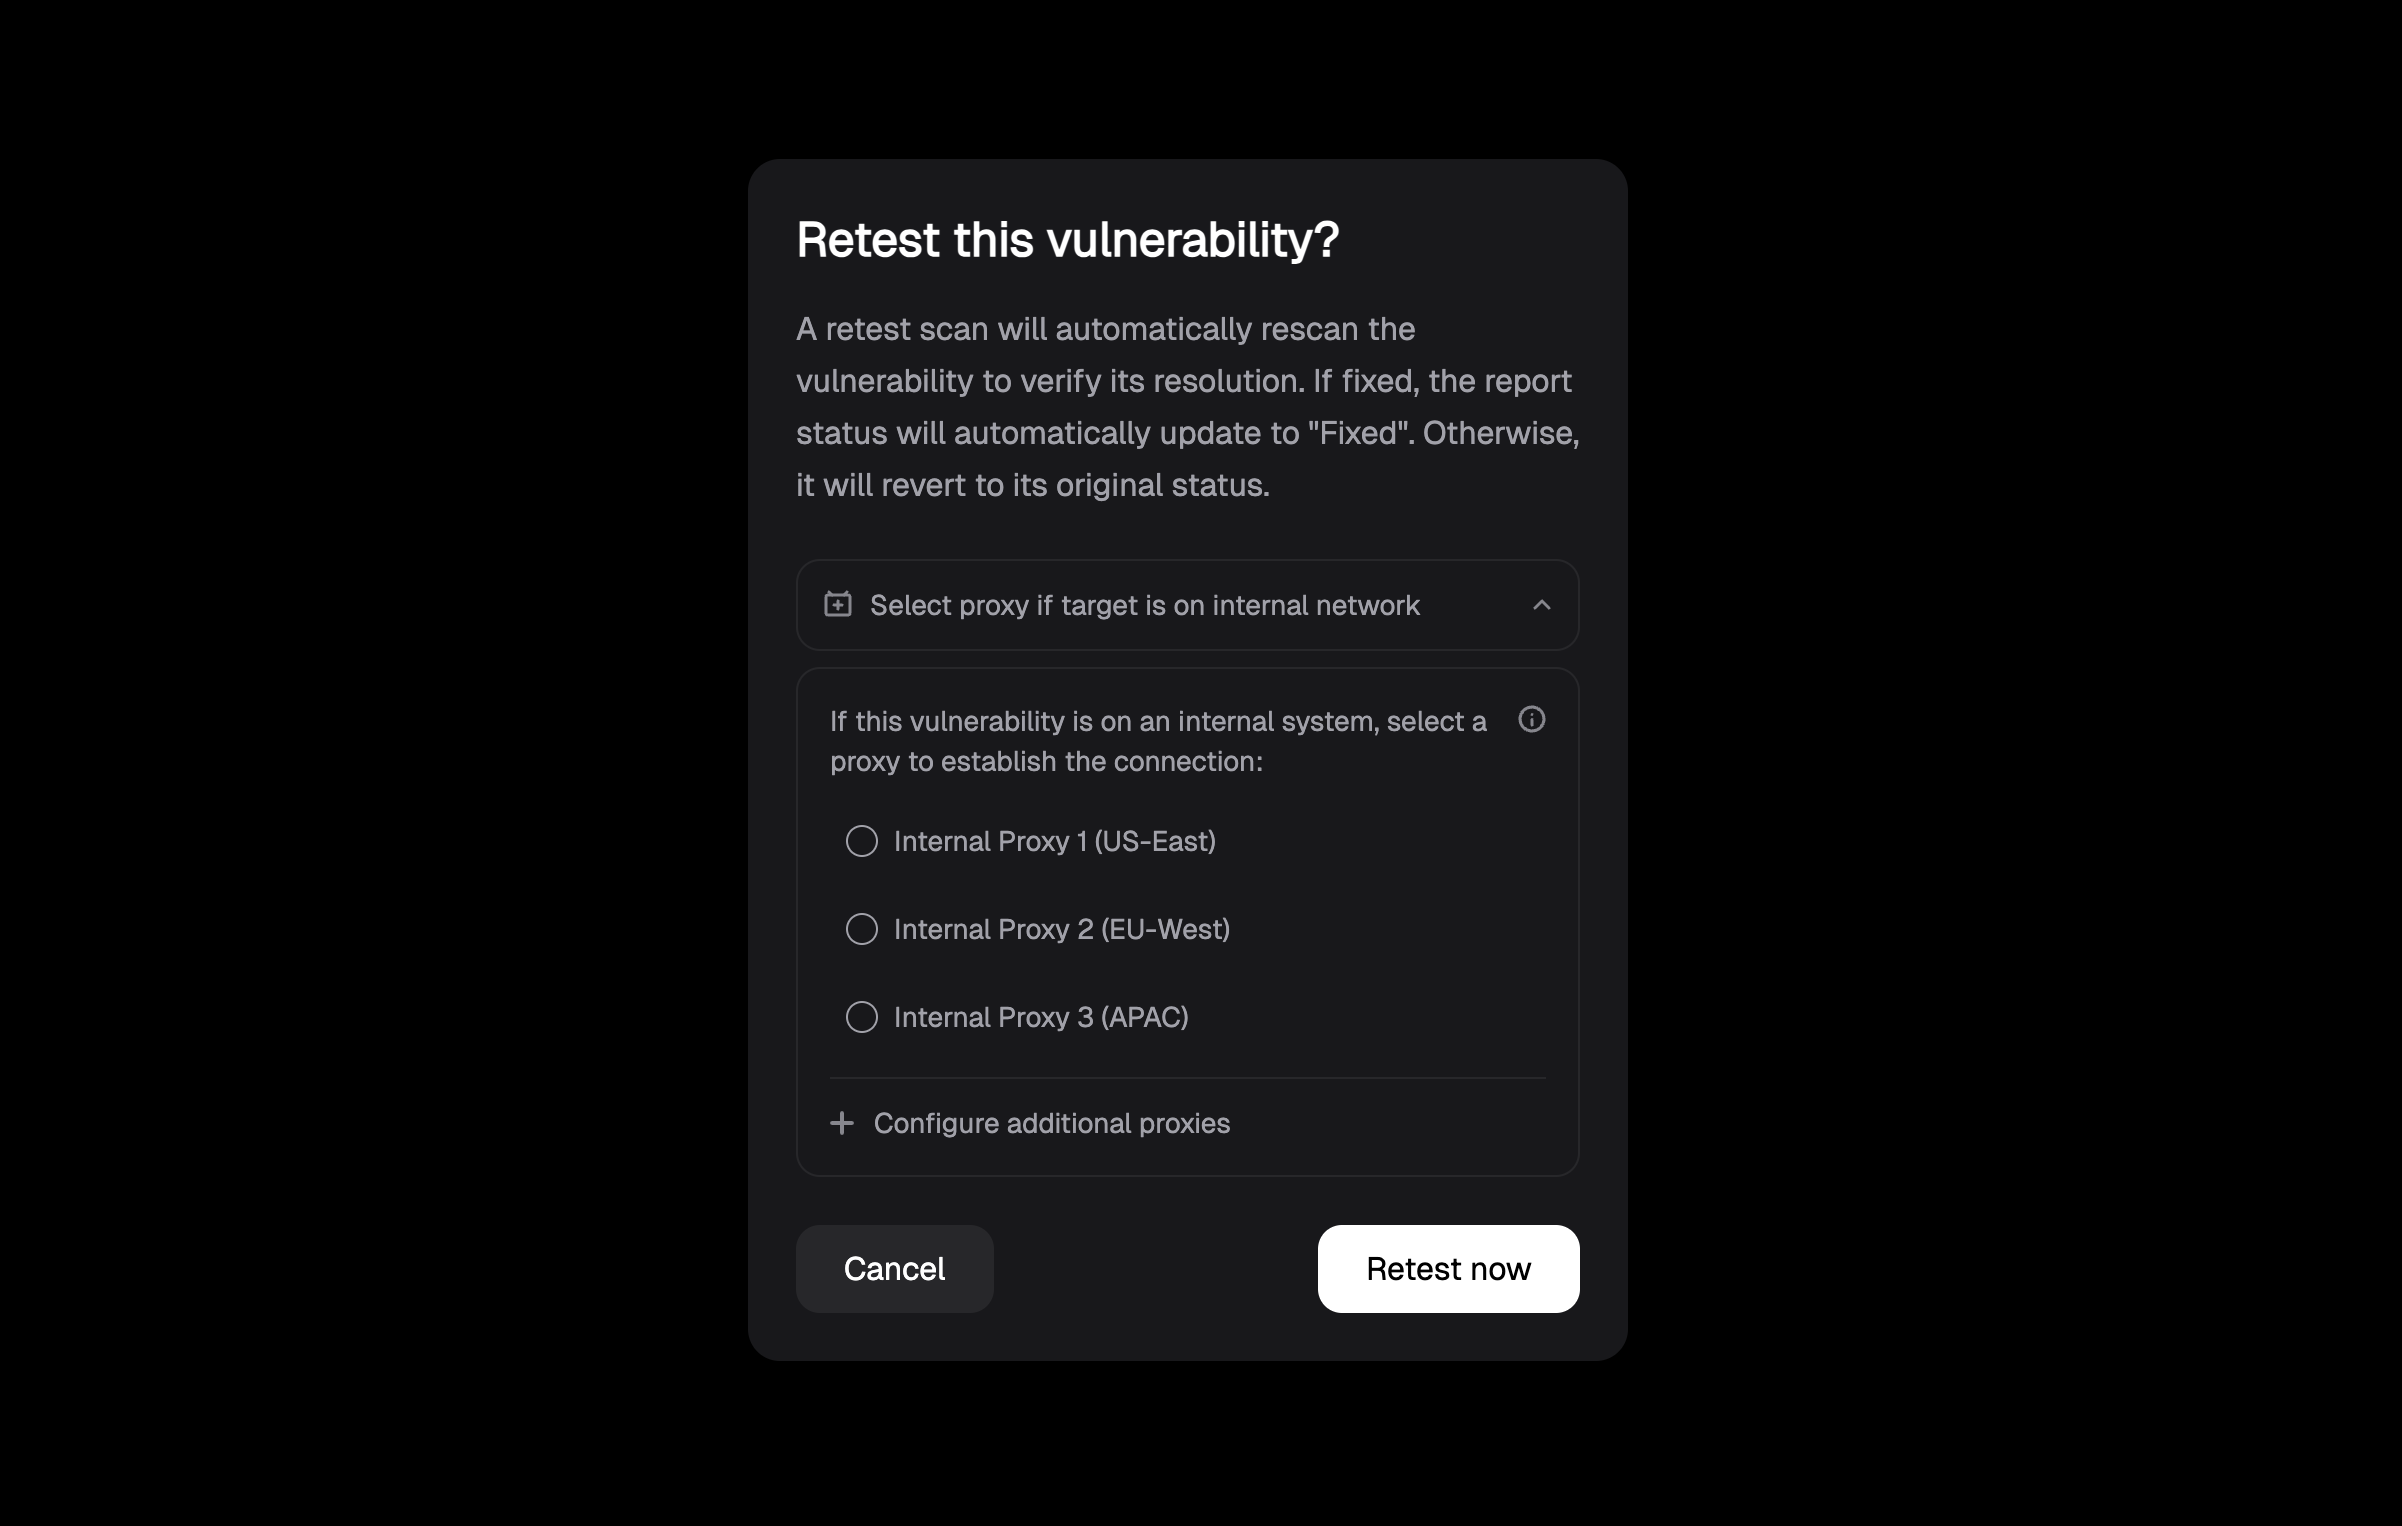 Retest this vulnerability?
A retest scan will automatically rescan the
vulnerability to verify its resolution. If fixed, the report
status will automatically update to "Fixed". Otherwise,
it will revert to its original status.
Select proxy if target is on internal network
If this vulnerability is on an internal system, select a
proxy to establish the connection:
Internal Proxy 1 (US-East)
Internal Proxy 2 (EU-West)
Internal Proxy 3 (APAC)
Configure additional proxies
Cancel
Retest now